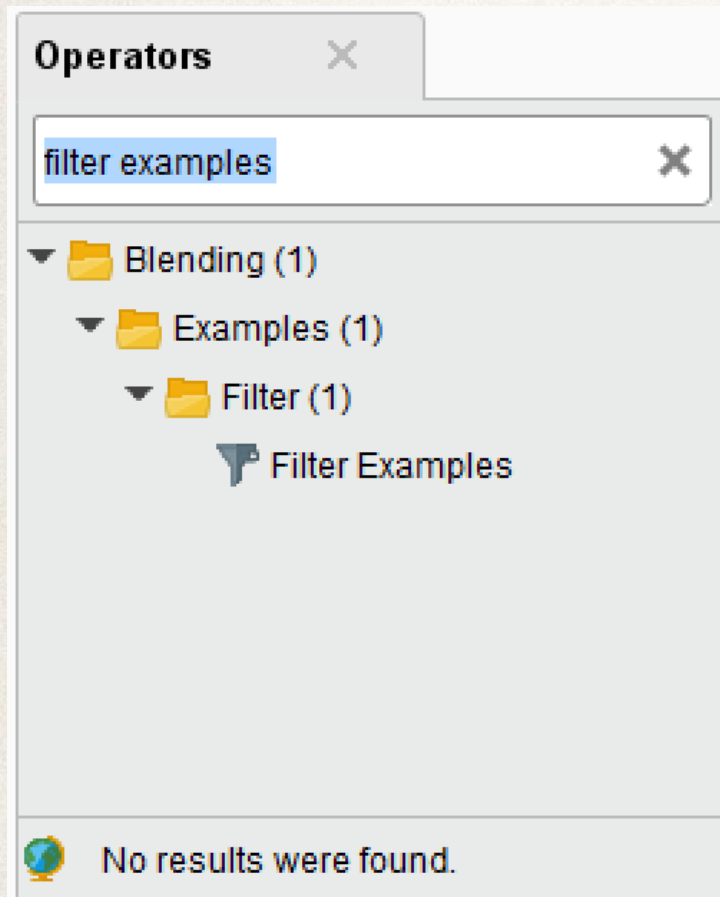 Operators
filter examples
Blending (1)
Examples (1)
Filter (1)
Filter Examples
No results were found.